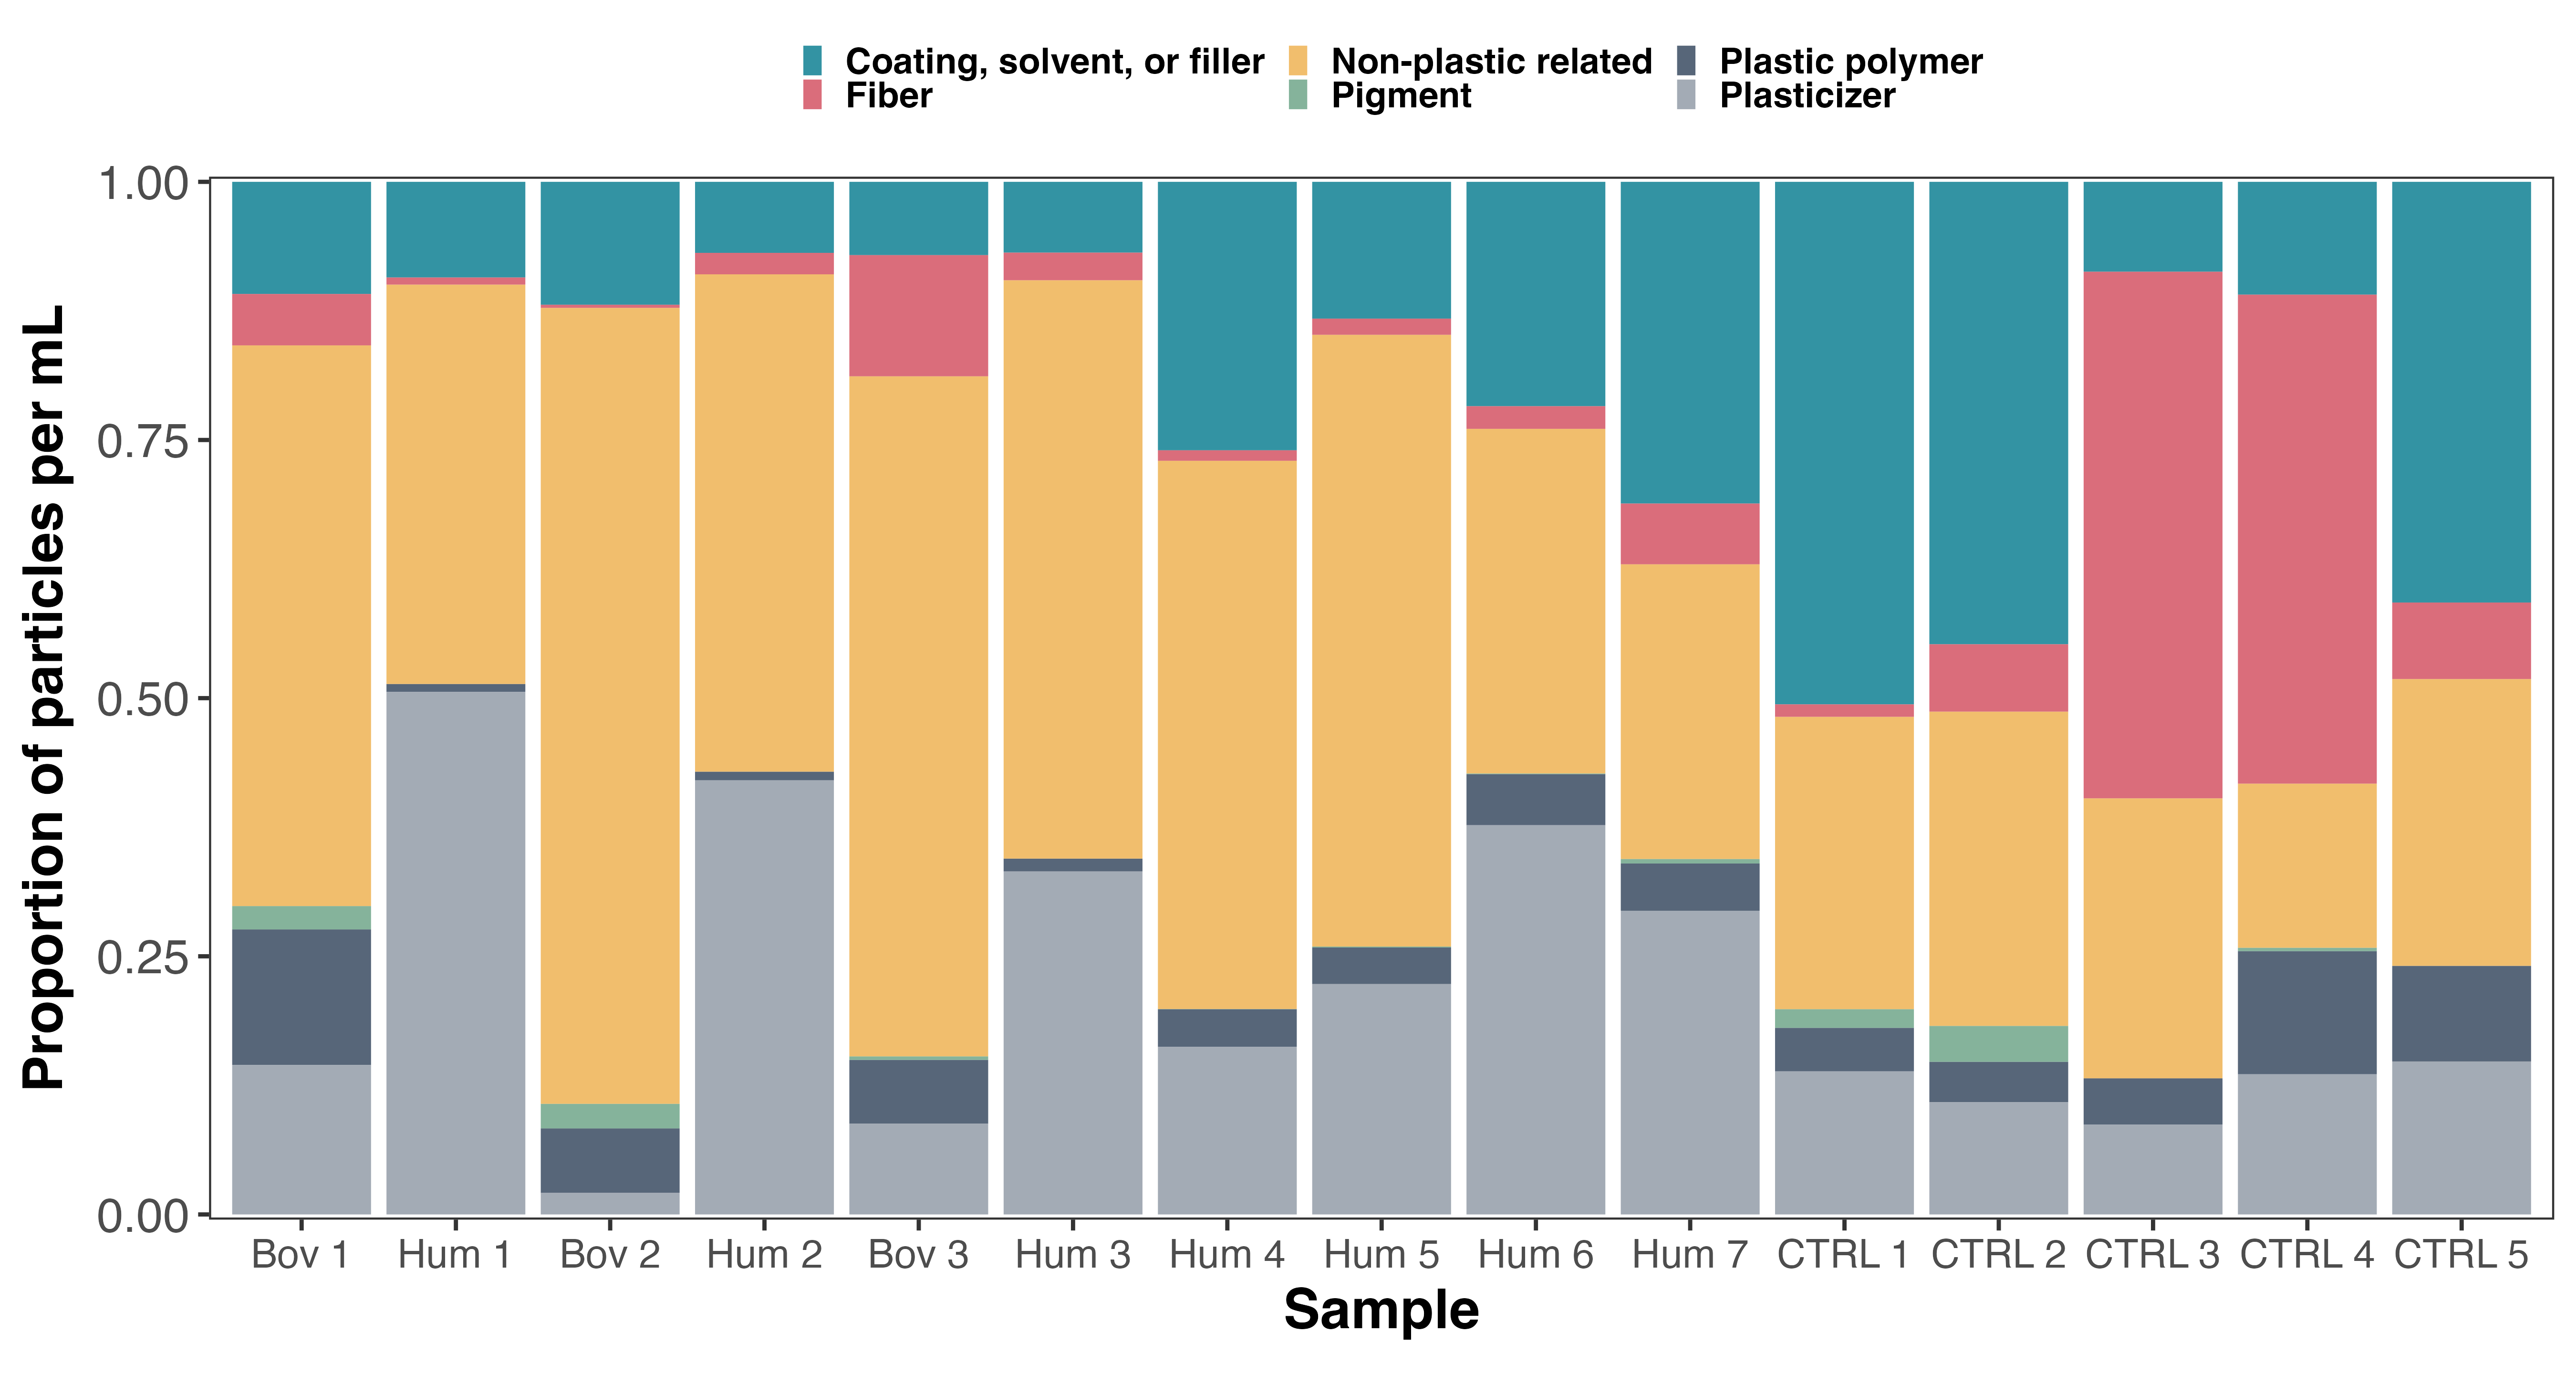 Coating, solvent, or filler Non-plastic related Plastic polymer
Fiber Pigment Plasticizer
Proportion of particles per mL
1.00
0.75
0.50
0.25
0.00
Bov 1 Hum 1 Bov 2 Hum 2 Bov 3 Hum 3 Hum 4 Hum 5 Hum 6 Hum 7 CTRL 1 CTRL 2 CTRL 3 CTRL 4 CTRL 5
Sample